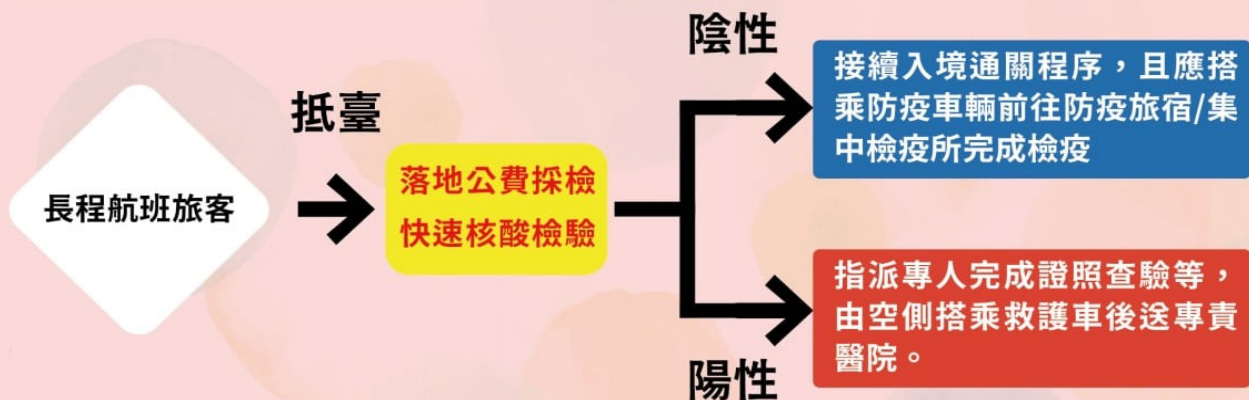 長程航班旅客
抵臺
落地公費採檢
快速核酸檢驗
陰性
接續入境通關程序，且應搭
乘防疫車輛前往防疫旅宿/集
中檢疫所完成檢疫
指派專人完成證照查驗等，
由空側搭乘救護車後送專責
醫院。
陽性